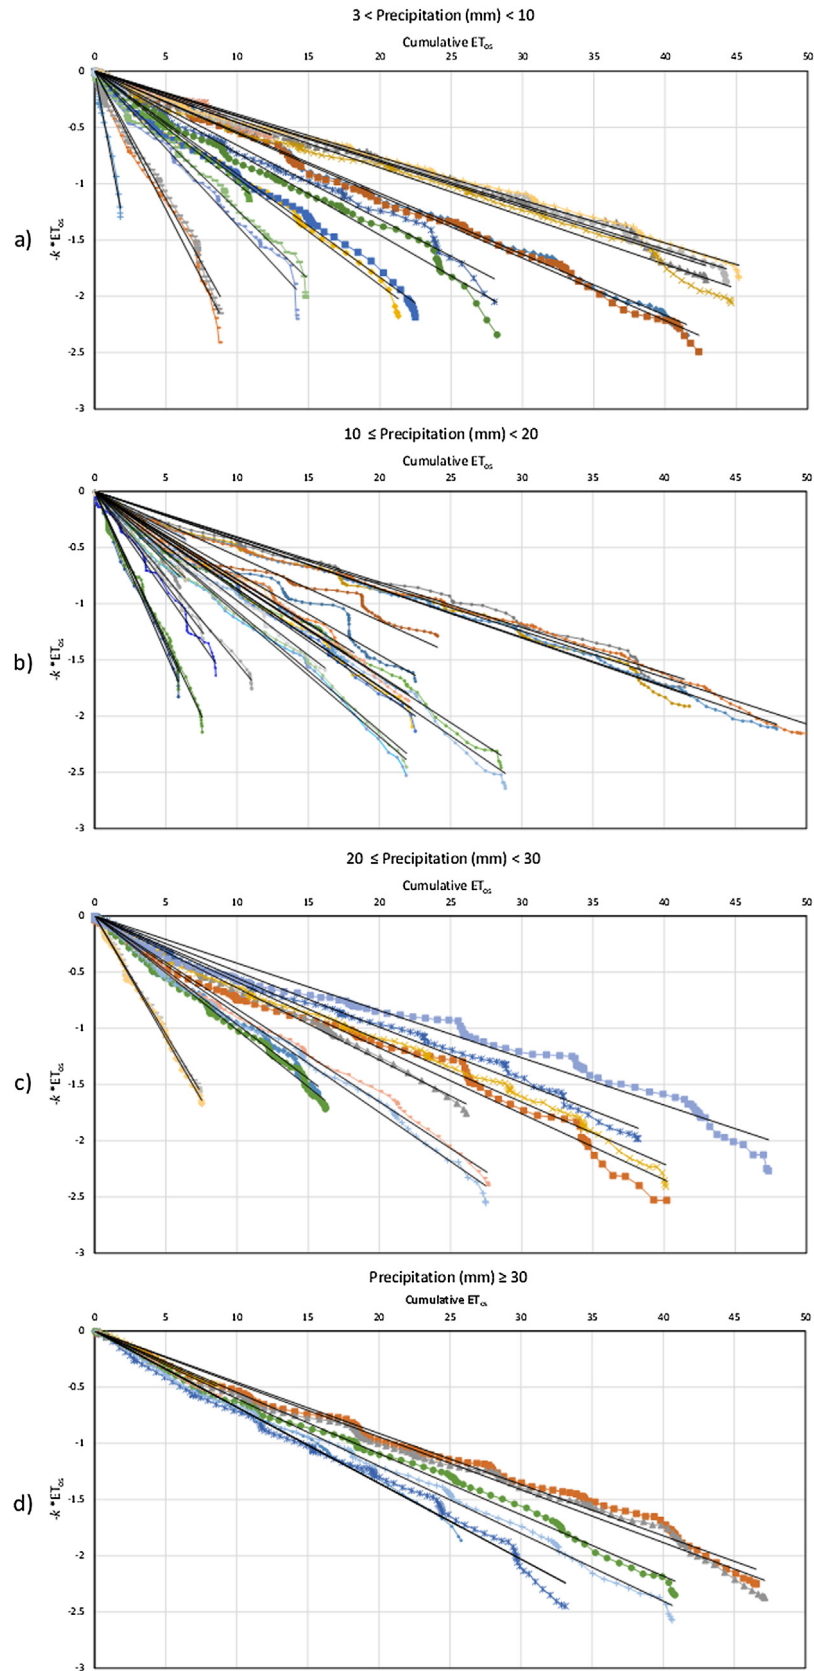 3 < Precipitation (mm) < 10
Cumulative ETos
0 5 10 15 20 25 30 35 40 45 50
0
-0.5
-1
-1.5
-2
-2.5
-3
-k *ETos
a)
10 ≤ Precipitation (mm) < 20
Cumulative ETos
0 5 10 15 20 25 30 35 40 45 50
0
-0.5
-1
-1.5
-2
-2.5
-3
-k *ETos
b)
20 ≤ Precipitation (mm) < 30
Cumulative ETos
0 5 10 15 20 25 30 35 40 45 50
0
-0.5
-1
-1.5
-2
-2.5
-3
-k *ETos
c)
Precipitation (mm) ≥ 30
Cumulative ETos
0 5 10 15 20 25 30 35 40 45 50
0
-0.5
-1
-1.5
-2
-2.5
-3
-k *ETos
d)